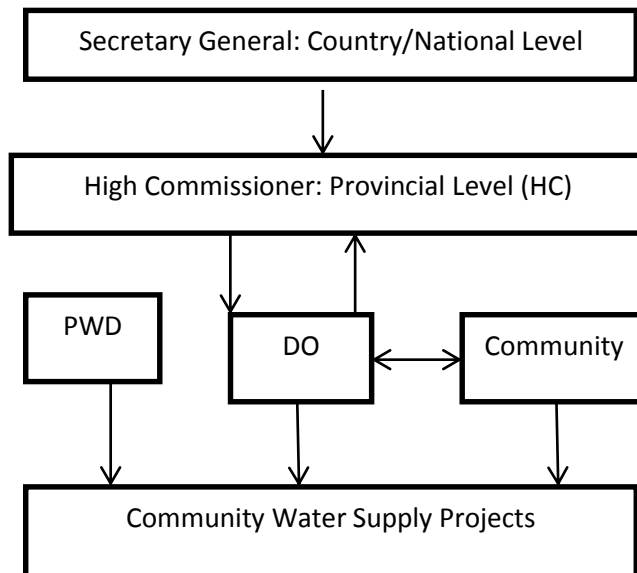 Secretary General: Country/National Level
High Commissioner: Provincial Level (HC)
PWD
DO
Community
Community Water Supply Projects